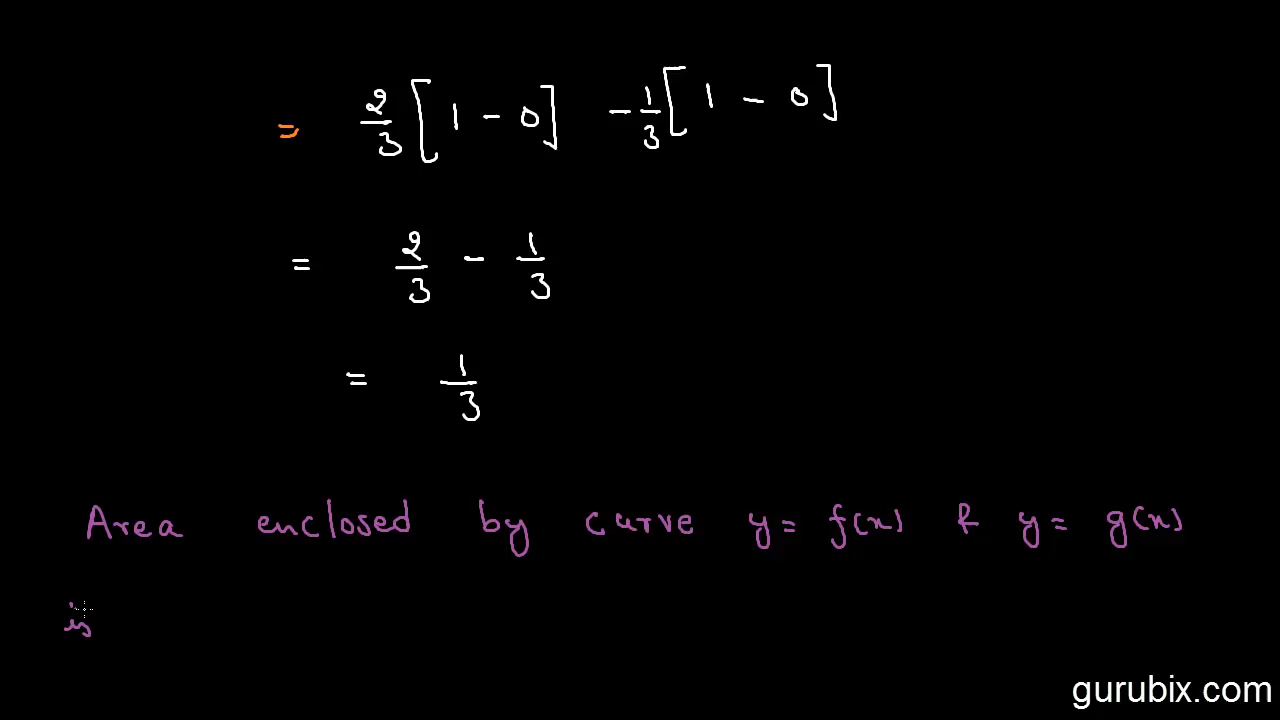 = 2/3 [1 - 0] - 1/3 [1 - 0]
= 2/3 - 1/3
= 1/3
Area enclosed by curve y = f(x) & y = g(x)
is
gurubix.com